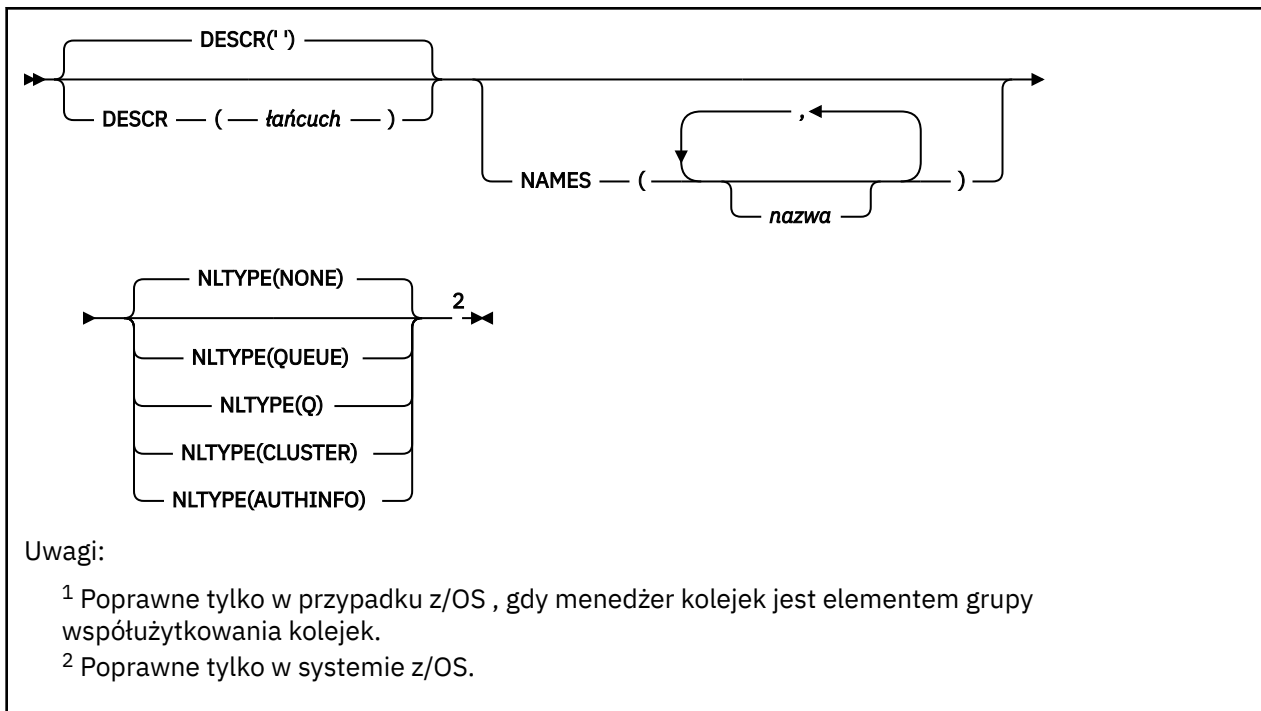 DESCR(' ')
DESCR — ( — łańcuch — )
,
NAMES — ( nazwa )
NLTYPE(NONE)
2
NLTYPE(QUEUE)
NLTYPE(Q)
NLTYPE(CLUSTER)
NLTYPE(AUTHINFO)
Uwagi:
1 Poprawne tylko w przypadku z/OS , gdy menedżer kolejek jest elementem grupy
współużytkowania kolejek.
2 Poprawne tylko w systemie z/OS.